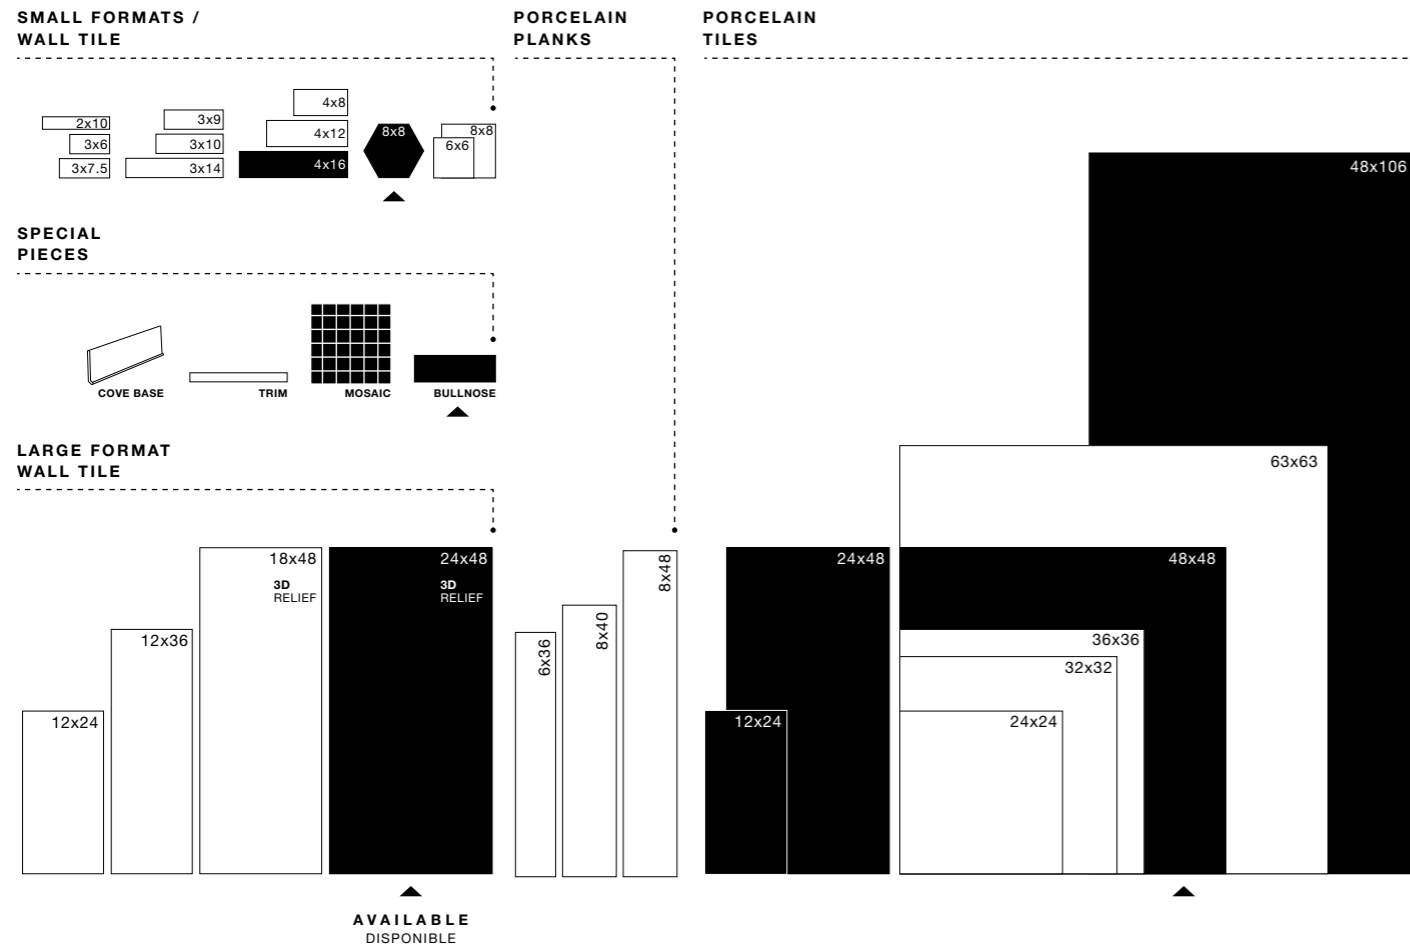 SMALL FORMATS /
WALL TILE
2x10
3x6
3x7.5
3x9
3x10
3x14
4x8
4x12
4x16
8x8
8x8
6x6
SPECIAL
PIECES
COVE BASE
TRIM
MOSAIC
BULLNOSE
LARGE FORMAT
WALL TILE
12x24
12x36
18x48
3D
RELIEF
24x48
3D
RELIEF
AVAILABLE
DISPONIBLE
PORCELAIN
PLANKS
6x36
8x40
8x48
PORCELAIN
TILES
12x24
24x48
48x106
63x63
48x48
36x36
32x32
24x24